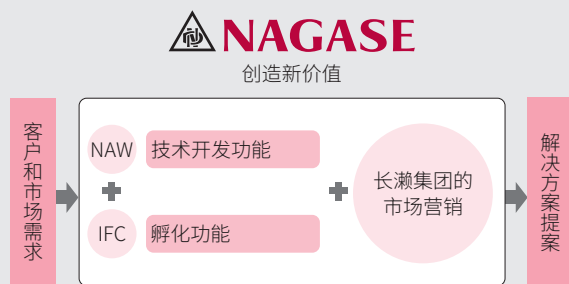 NAGASE
创造新价值
客户和市场需求
NAW
技术开发功能
IFC
孵化功能
长濑集团的
市场营销
解决方案提案